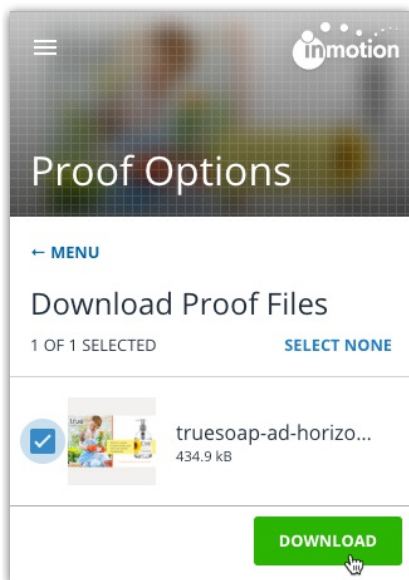 inmotion
Proof Options
← MENU
Download Proof Files
1 OF 1 SELECTED
SELECT NONE
true
truesoap-ad-horizo...
434.9 kB
DOWNLOAD